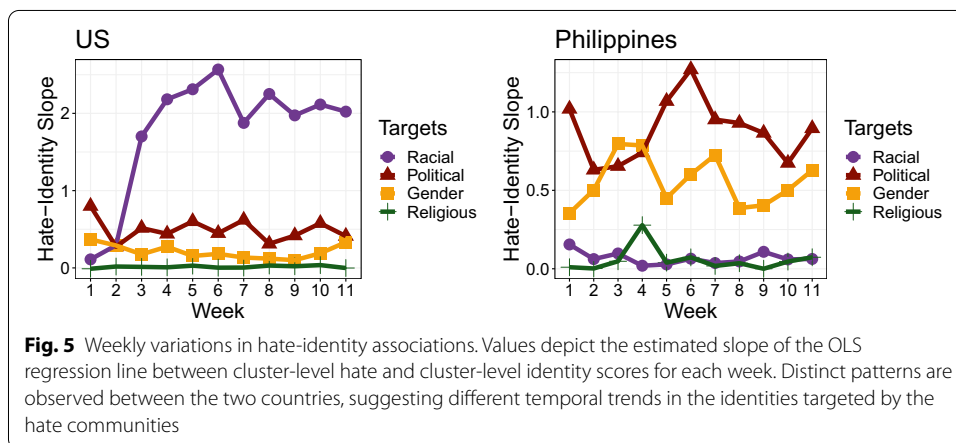 US
Hate−Identity Slope
2
1
0
1 2 3 4 5 6 7 8 9 10 11
Week
Targets
Racial
Political
Gender
Religious
Philippines
Hate−Identity Slope
1.0
0.5
0.0
1 2 3 4 5 6 7 8 9 10 11
Week
Targets
Racial
Political
Gender
Religious
Fig. 5 Weekly variations in hate-identity associations. Values depict the estimated slope of the OLS
regression line between cluster-level hate and cluster-level identity scores for each week. Distinct patterns are
observed between the two countries, suggesting different temporal trends in the identities targeted by the
hate communities